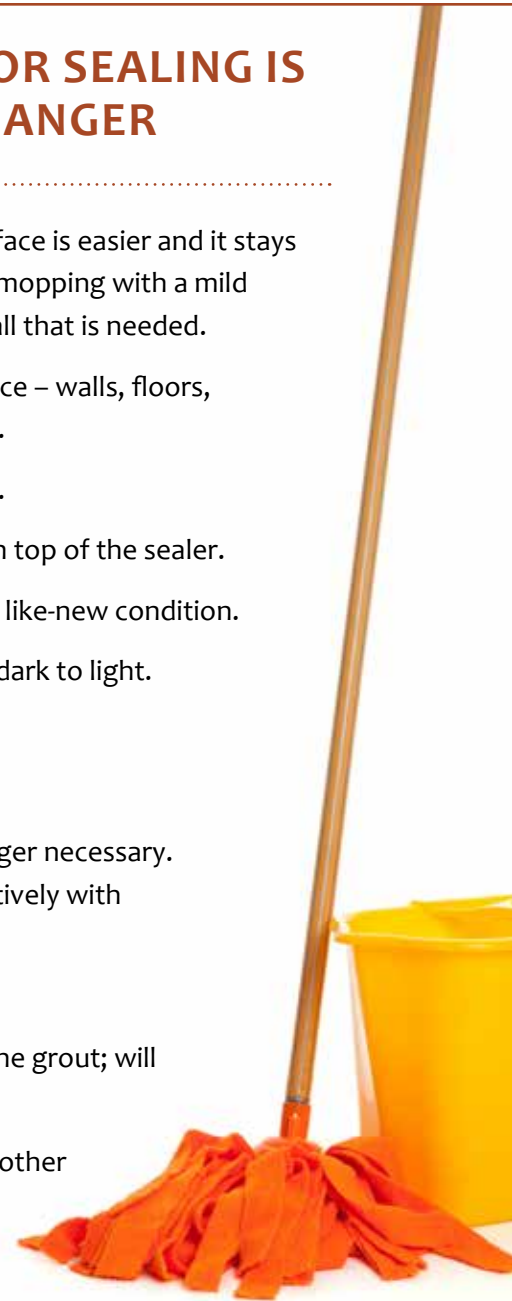 OR SEALING IS
ANGER
face is easier and it stays
mopping with a mild
all that is needed.
ce – walls, floors,
.
.
n top of the sealer.
like-new condition.
dark to light.
ger necessary.
tively with
he grout; will
other